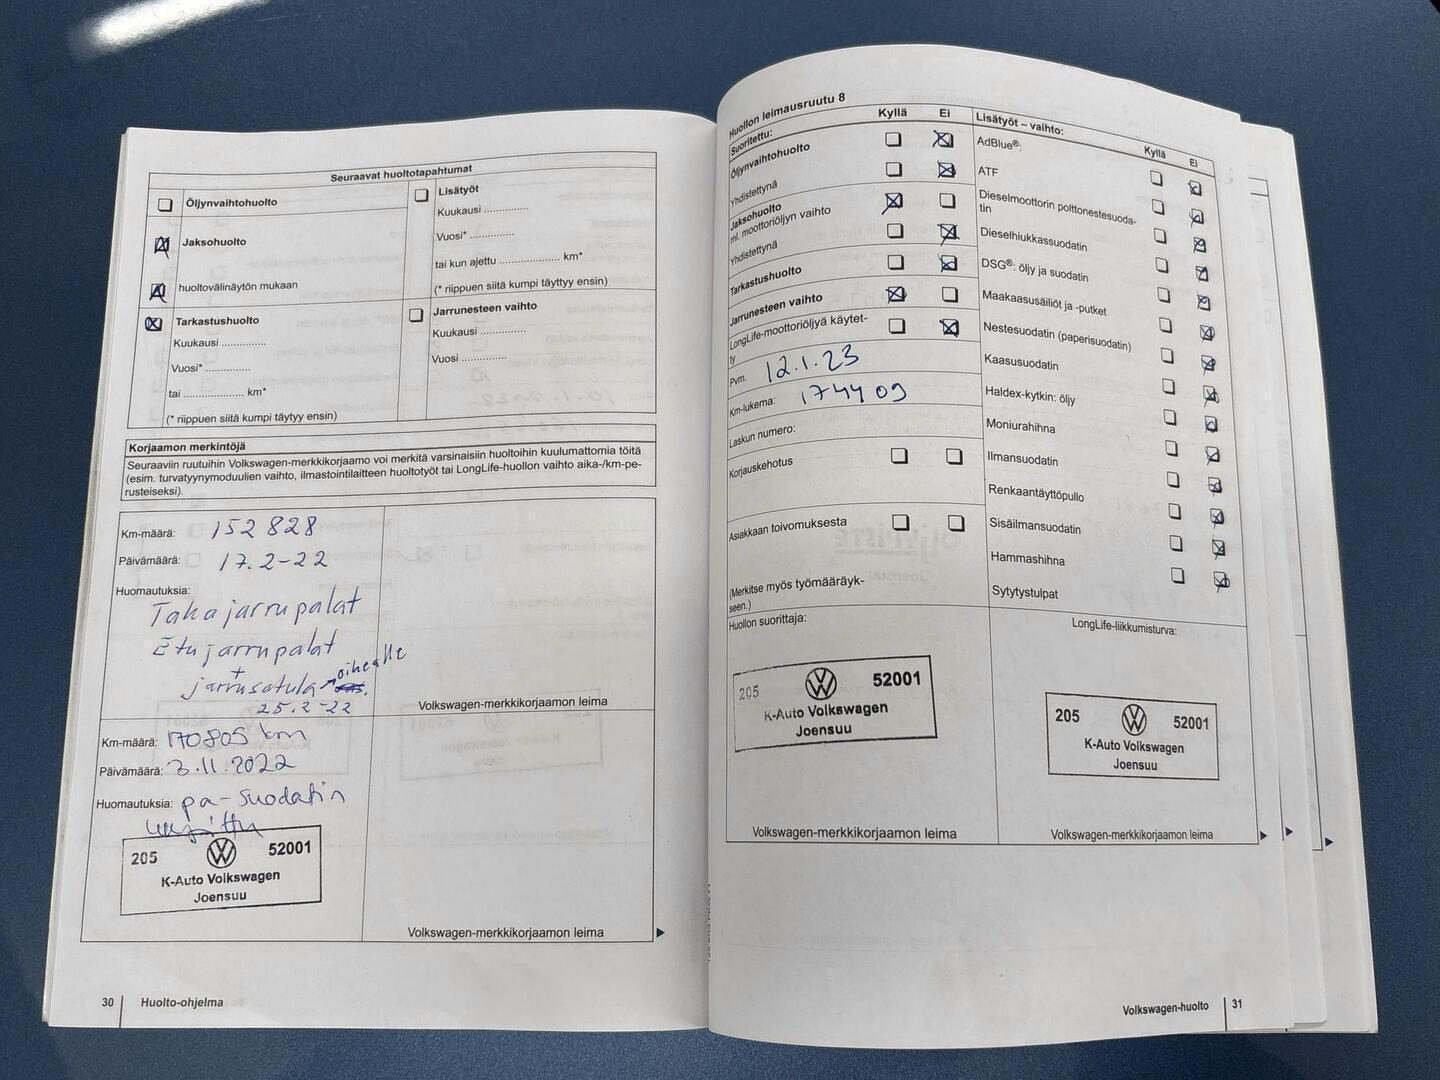 Seuraavat huoltotapahtumat
Öljynvaihtohuolto
Jaksohuolto
huoltovälinäytön mukaan
Tarkastushuolto
Kuukausi ..............
Vuosi* ..............
tai .................... km*
(* riippuen siitä kumpi täytyy ensin)
Lisätyöt
Kuukausi ..............
Vuosi* ..............
tai kun ajettu .................... km*
(* riippuen siitä kumpi täyttyy ensin)
Jarrunesteen vaihto
Kuukausi ..............
Vuosi ..............
Korjaamon merkintöjä
Seuraaviin ruutuihin Volkswagen-merkkikorjaamo voi merkitä varsinaisiin huoltoihin kuulumattomia töitä
(esim. turvatyynymoduulien vaihto, ilmastointilaitteen huoltotyöt tai LongLife-huollon vaihto aika-/km-pe-
rusteiseksi).
Km-määrä: 152 828
Päivämäärä: 17.2-22
Huomautuksia:
Takajarrupalat
Etujarrupalat
+ oikealle
jarrusatula
25.2-22
Volkswagen-merkkikorjaamon leima
Km-määrä: 170805 km
Päivämäärä: 3.11.2022
Huomautuksia: pa-suodatin
205 52001
K-Auto Volkswagen
Joensuu
Volkswagen-merkkikorjaamon leima
30 Huolto-ohjelma
Huollon leimausruutu 8
Suoritettu: Kyllä Ei
Öljynvaihtohuolto
Yhdistettynä
Jaksohuolto
ml. moottoriöljyn vaihto
Yhdistettynä
Tarkastushuolto
Jarrunesteen vaihto
LongLife-moottoriöljyä käytet-
ty
Pvm. 12.1.23
Km-lukema: 174409
Laskun numero:
Korjauskehotus
Asiakkaan toivomuksesta
(Merkitse myös työmääräyk-
seen.)
Huollon suorittaja:
205 52001
K-Auto Volkswagen
Joensuu
Volkswagen-merkkikorjaamon leima
Lisätyöt – vaihto: Kyllä Ei
AdBlue®:
ATF
Dieselmoottorin polttonestesuoda-
tin
Dieselhiukkassuodatin
DSG®: öljy ja suodatin
Maakaasusäiliöt ja -putket
Nestesuodatin (paperisuodatin)
Kaasusuodatin
Haldex-kytkin: öljy
Moniurahihna
Ilmansuodatin
Renkaantäyttöpullo
Sisäilmansuodatin
Hammashihna
Sytytystulpat
LongLife-liikkumisturva:
205 52001
K-Auto Volkswagen
Joensuu
Volkswagen-merkkikorjaamon leima
Volkswagen-huolto 31